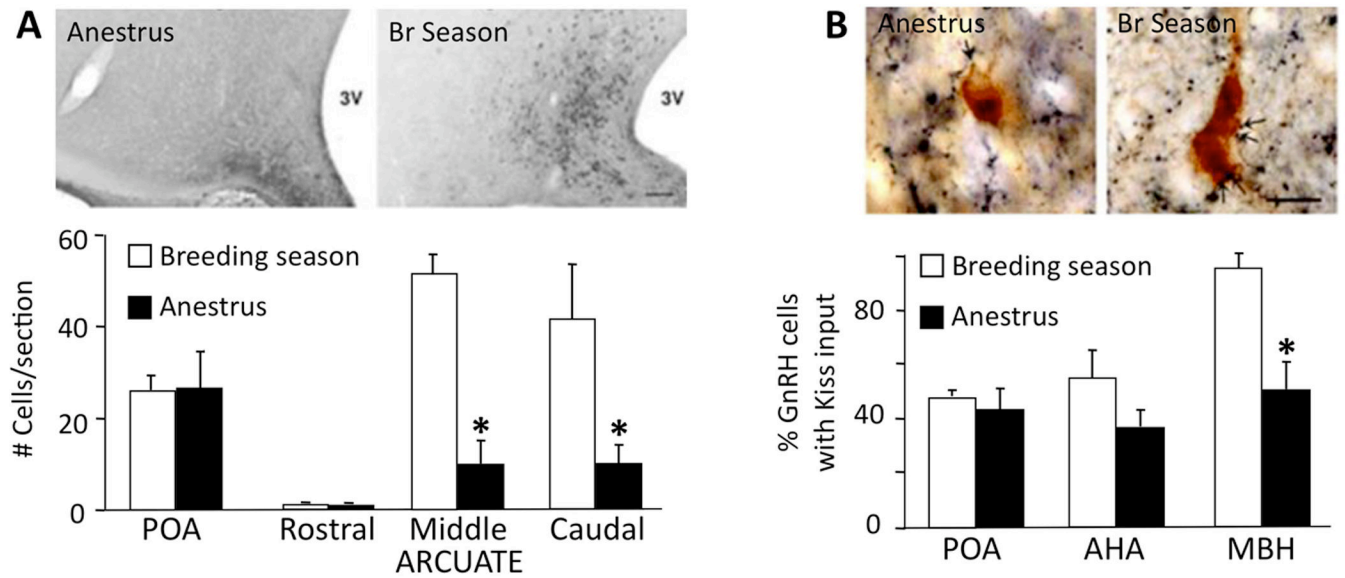 A
Anestrus
3V
Br Season
3V
# Cells/section
60
40
20
0
Breeding season
Anestrus
*
*
POA
Rostral
Middle
Caudal
ARCUATE
B
Anestrus
Br Season
% GnRH cells
with Kiss input
80
40
0
Breeding season
Anestrus
*
POA
AHA
MBH